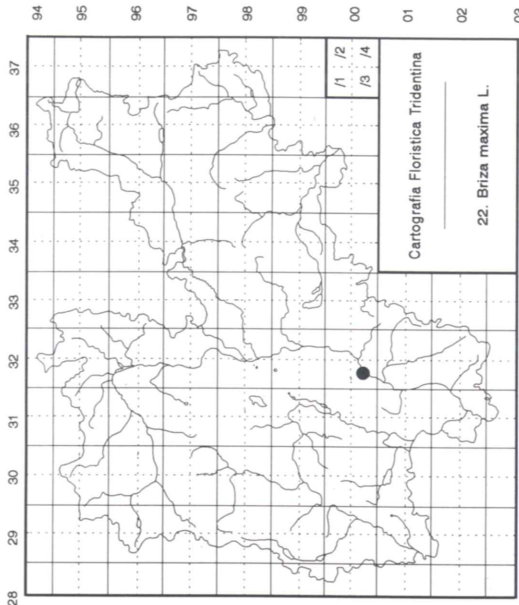 94 95 96 97 98 99 00 01 02 03
28 29 30 31 32 33 34 35 36 37
/1 /2
/3 /4
Cartografia Floristica Tridentina
22. Briza maxima L.